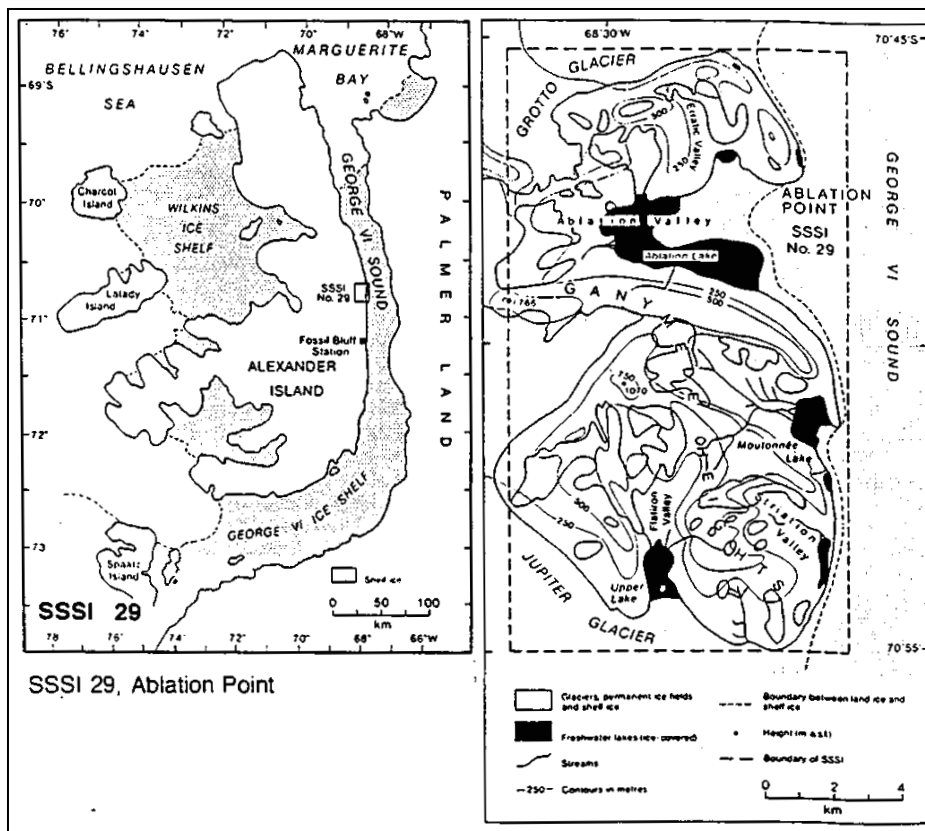 76°
74°
72°
70°
68°W
MARGUERITE
BAY
BELLINGSHAUSEN
SEA
69°S
Charcot
Island
70°
WILKINS
ICE
SHELF
GEORGE VI SOUND
PALMER LAND
SSSI
No. 29
Latady
Island
71°
Fossil Bluff
Station
ALEXANDER
ISLAND
72°
GEORGE VI ICE SHELF
73
Island
Shelf ice
SSSI 29
0 50 100
km
78
76°
74°
72°
70°
68°
66°W
SSSI 29, Ablation Point
68°30'W
70°45'S
GROTTO GLACIER
500
Erratic Valley
250
ABLATION
POINT
SSSI
No. 29
GEORGE VI SOUND
Ablation Valley
Ablation Lake
GANYMEDE HEIGHTS
250
500
750
1070
Moutonnée
Lake
Flatiron
Valley
500
250
Striation
Valley
JUPITER GLACIER
Upper
Lake
70°55'
Glaciers, permanent ice fields
and shelf ice
Freshwater lakes (ice-covered)
Streams
—250— Contours in metres
Boundary between land ice and
shelf ice
Height (m a.s.l.)
Boundary of SSSI
0 2 4
km